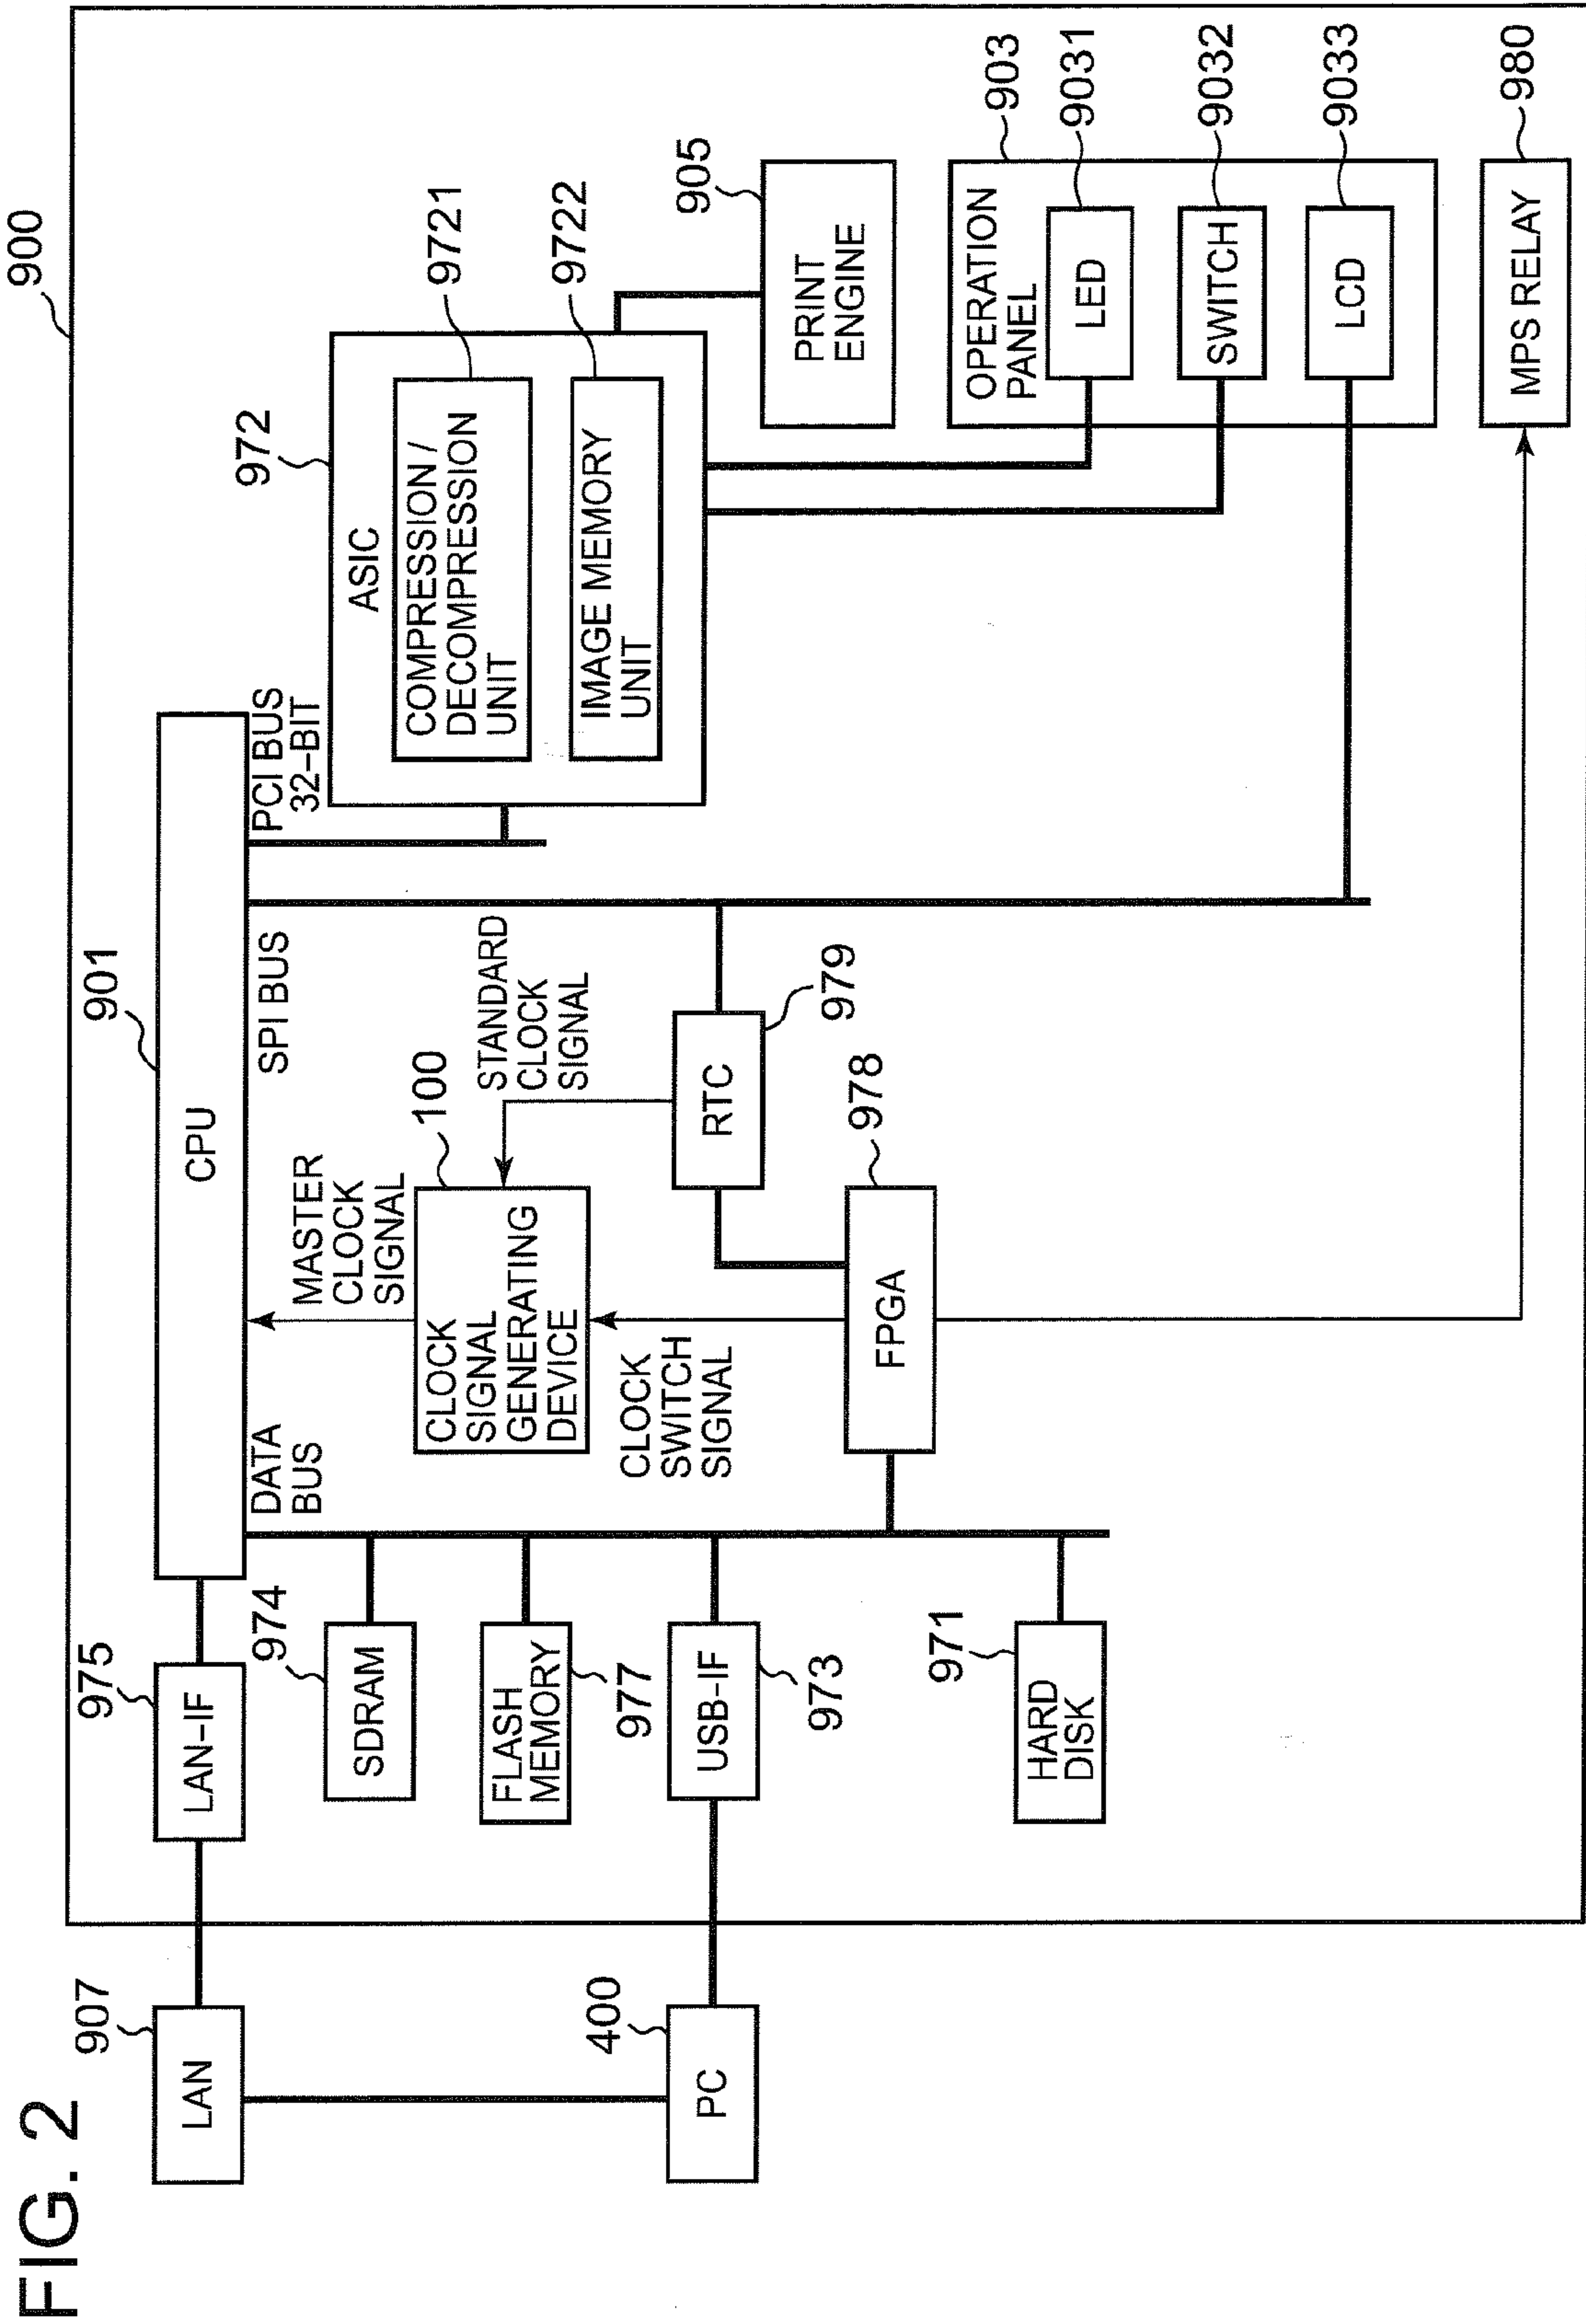 FIG. 2
900
907
LAN
400
PC
975
LAN-IF
974
SDRAM
FLASH
MEMORY
977
USB-IF
973
971
HARD
DISK
901
CPU
DATA
BUS
MASTER
CLOCK
SIGNAL
100
CLOCK
SIGNAL
GENERATING
DEVICE
CLOCK
SWITCH
SIGNAL
STANDARD
CLOCK
SIGNAL
SPI BUS
RTC
979
FPGA
978
PCI BUS
32-BIT
972
ASIC
COMPRESSION /
DECOMPRESSION
UNIT
9721
IMAGE MEMORY
UNIT
9722
905
PRINT
ENGINE
903
OPERATION
PANEL
LED
9031
SWITCH
9032
LCD
9033
MPS RELAY
980